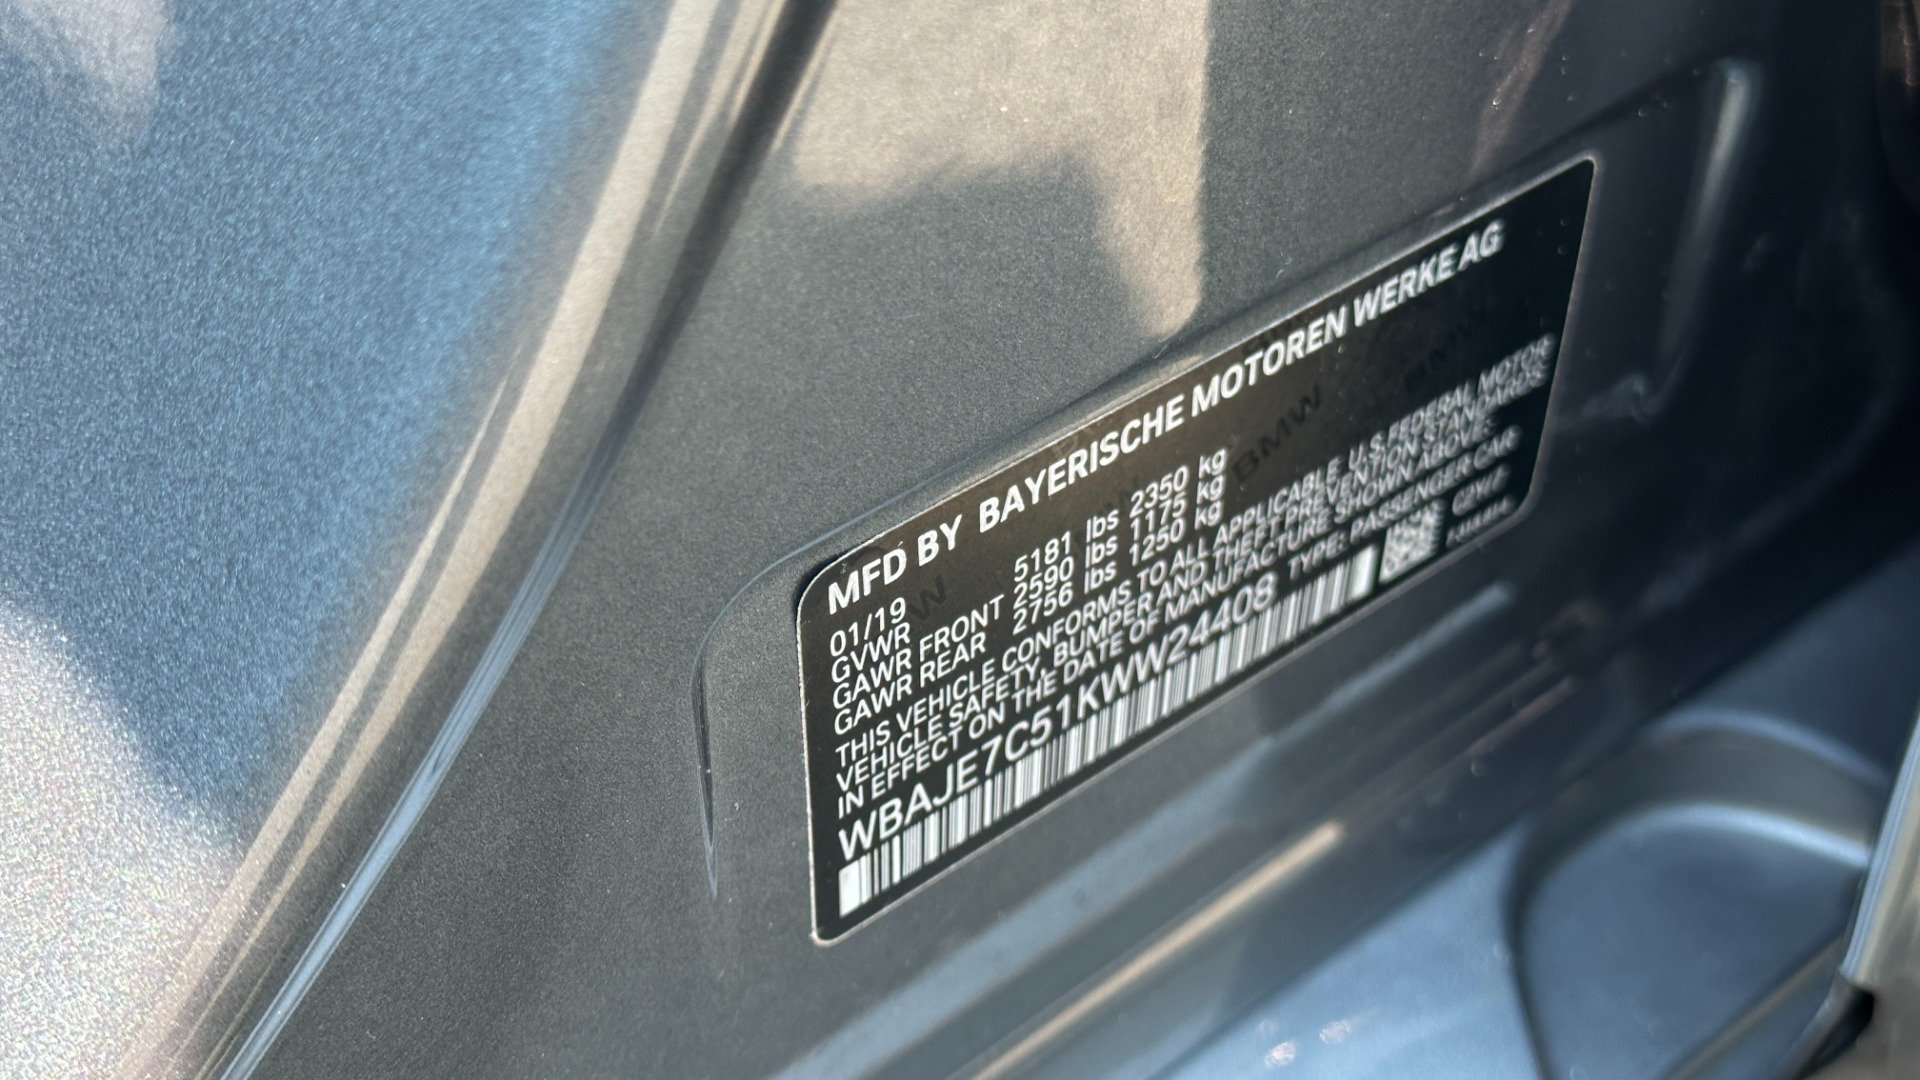 MFD BY BAYERISCHE MOTOREN WERKE AG
01/19
GVWR 5181 lbs 2350 kg
GAWR FRONT 2590 lbs 1175 kg
GAWR REAR 2756 lbs 1250 kg
THIS VEHICLE CONFORMS TO ALL APPLICABLE U.S. FEDERAL MOTOR
VEHICLE SAFETY, BUMPER AND THEFT PREVENTION STANDARDS
IN EFFECT ON THE DATE OF MANUFACTURE SHOWN ABOVE.
WBAJE7C51KWW24408 TYPE: PASSENGER CAR
BMW